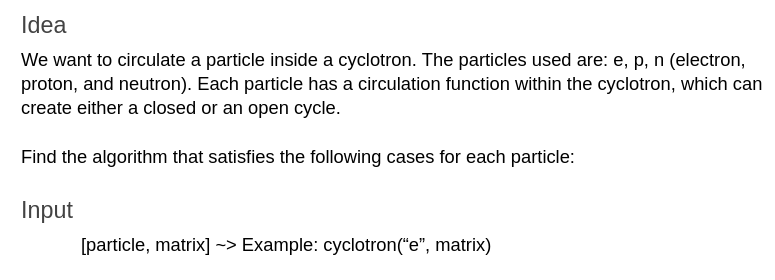 Idea
We want to circulate a particle inside a cyclotron. The particles used are: e, p, n (electron,
proton, and neutron). Each particle has a circulation function within the cyclotron, which can
create either a closed or an open cycle.
Find the algorithm that satisfies the following cases for each particle:
Input
[particle, matrix] ~> Example: cyclotron(“e”, matrix)